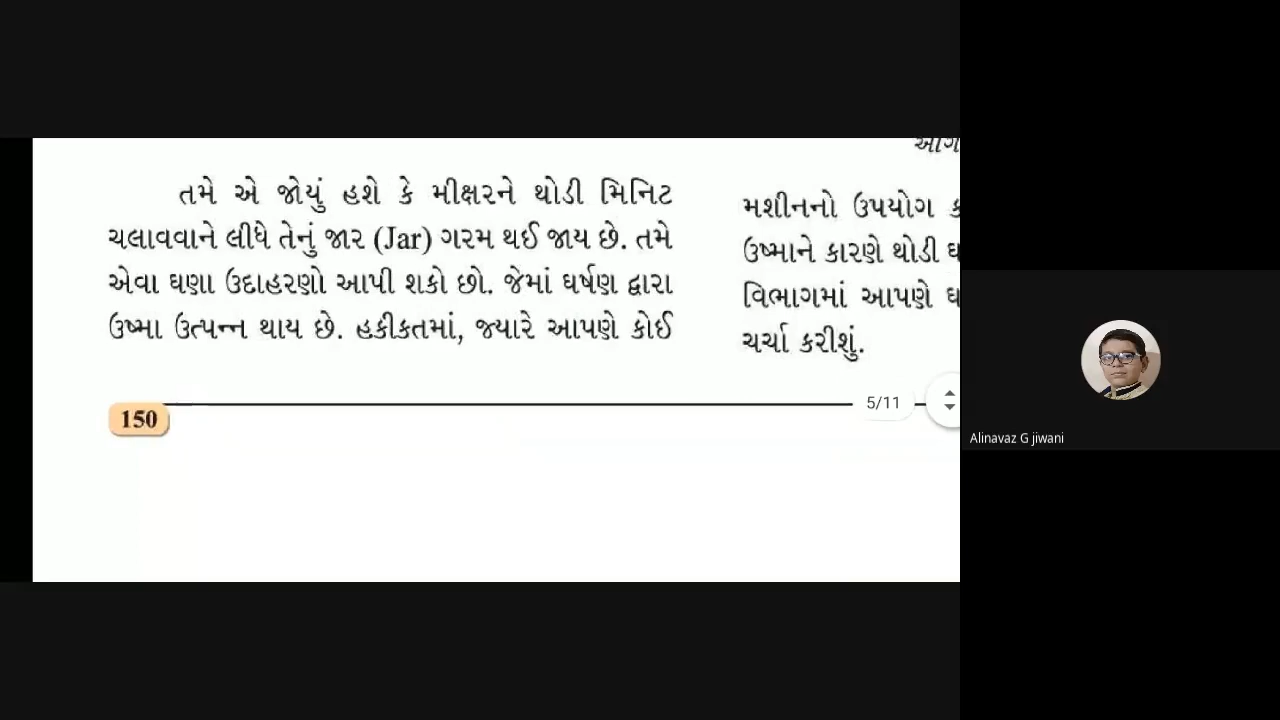 તમે એ જોયું હશે કે મીક્ષરને થોડી મિનિટ
ચલાવવાને લીધે તેનું જાર (Jar) ગરમ થઈ જાય છે. તમે
એવા ઘણા ઉદાહરણો આપી શકો છો. જેમાં ઘર્ષણ દ્વારા
ઉષ્મા ઉત્પન્ન થાય છે. હકીકતમાં, જ્યારે આપણે કોઈ
મશીનનો ઉપયોગ
ઉષ્માને કારણે થોડી
વિભાગમાં આપણે
ચર્ચા કરીશું.
150
5/11
Alinavaz G jiwani